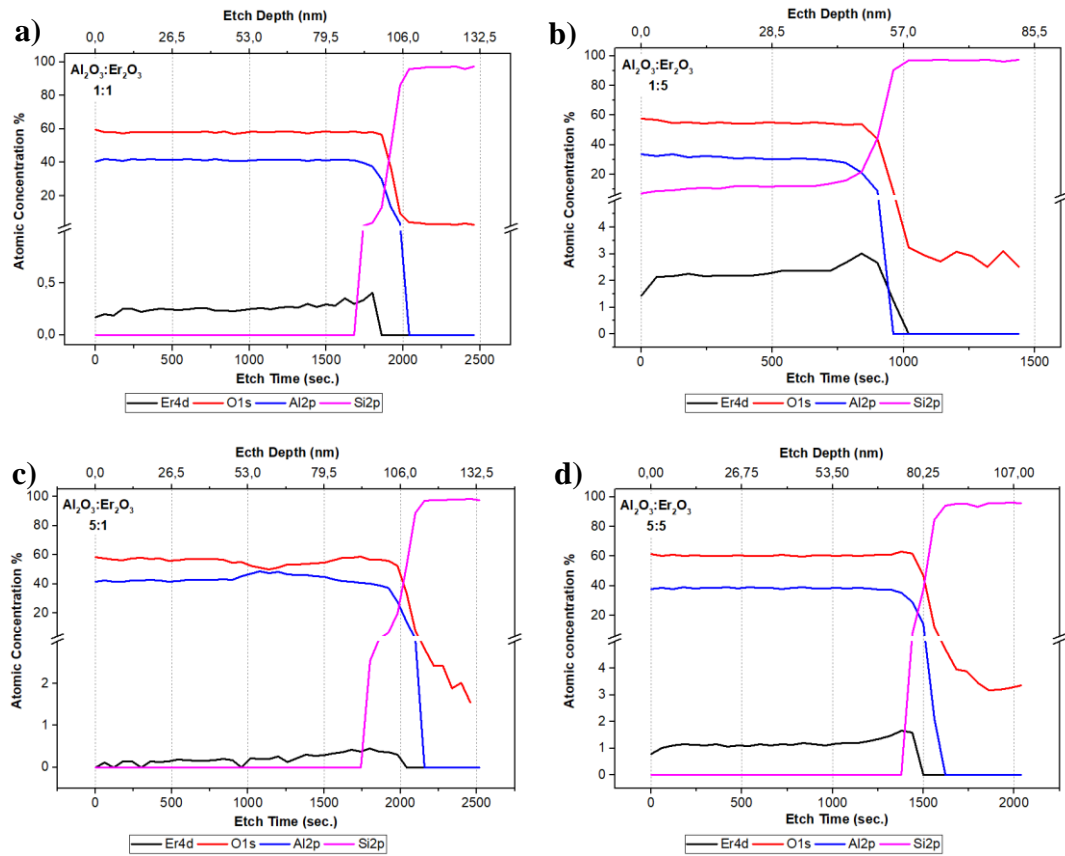 a)
Etch Depth (nm)
0,0 26,5 53,0 79,5 106,0 132,5
Al₂O₃:Er₂O₃
1:1
Atomic Concentration %
100
80
60
40
20
0,5
0,0
0 500 1000 1500 2000 2500
Etch Time (sec.)
Er4d O1s Al2p Si2p
b)
Ecth Depth (nm)
0,0 28,5 57,0 85,5
Al₂O₃:Er₂O₃
1:5
Atomic Concentration %
100
80
60
40
20
4
3
2
1
0
0 500 1000 1500
Etch Time (sec.)
Er4d O1s Al2p Si2p
c)
Ecth Depth (nm)
0,0 26,5 53,0 79,5 106,0 132,5
Al₂O₃:Er₂O₃
5:1
Atomic Concentration %
100
80
60
40
20
2
1
0
0 500 1000 1500 2000 2500
Etch Time (sec.)
Er4d O1s Al2p Si2p
d)
Ecth Depth (nm)
0,00 26,75 53,50 80,25 107,00
Al₂O₃:Er₂O₃
5:5
Atomic concentration %
100
80
60
40
20
4
3
2
1
0
0 500 1000 1500 2000
Etch Time (sec.)
Er4d O1s Al2p Si2p